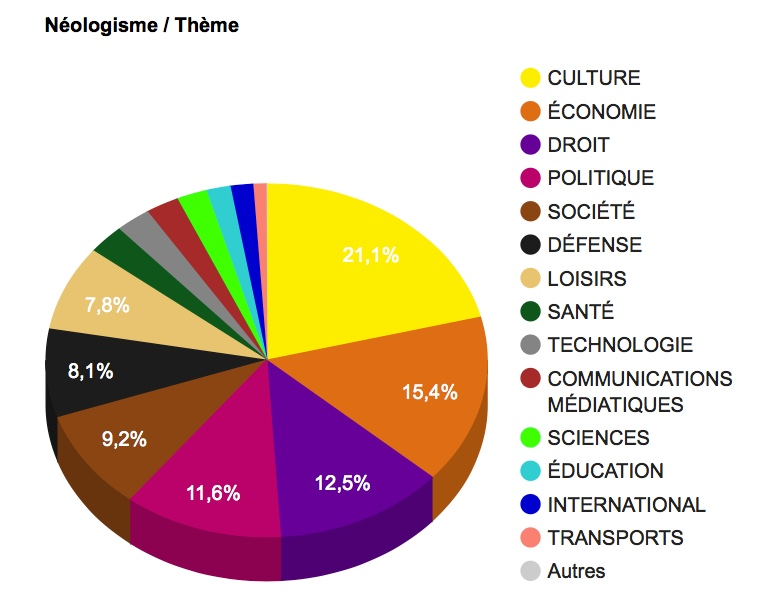 Néologisme / Thème
CULTURE
ÉCONOMIE
DROIT
POLITIQUE
SOCIÉTÉ
DÉFENSE
LOISIRS
SANTÉ
TECHNOLOGIE
COMMUNICATIONS
MÉDIATIQUES
SCIENCES
ÉDUCATION
INTERNATIONAL
TRANSPORTS
Autres
21,1%
15,4%
12,5%
11,6%
9,2%
8,1%
7,8%